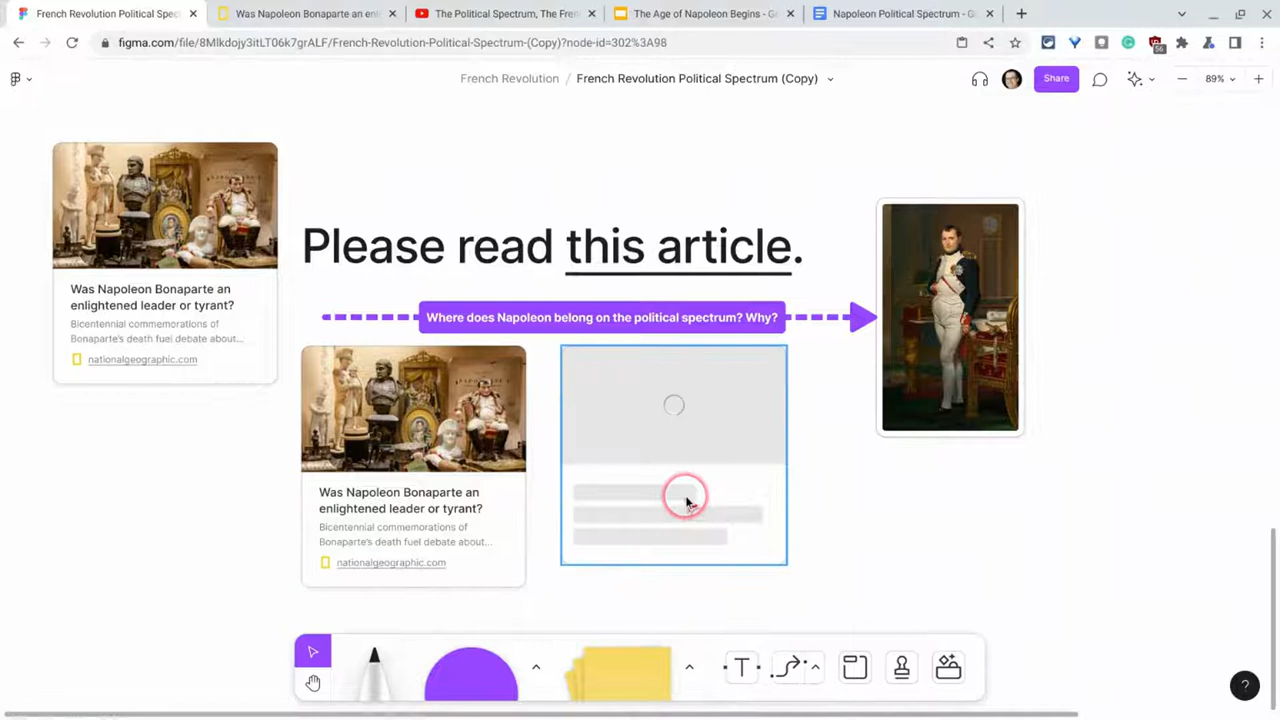 French Revolution Political Spec
Was Napoleon Bonaparte an enl
The Political Spectrum, The Fren
The Age of Napoleon Begins - Go
Napoleon Political Spectrum - G
figma.com/file/8Mlkdojy3itLT06k7grALF/French-Revolution-Political-Spectrum-(Copy)?node-id=302%3A98
56
French Revolution / French Revolution Political Spectrum (Copy)
Share
89%
Please read this article.
Was Napoleon Bonaparte an
enlightened leader or tyrant?
Bicentennial commemorations of
Bonaparte's death fuel debate about...
nationalgeographic.com
Where does Napoleon belong on the political spectrum? Why?
Was Napoleon Bonaparte an
enlightened leader or tyrant?
Bicentennial commemorations of
Bonaparte's death fuel debate about...
nationalgeographic.com
T
?